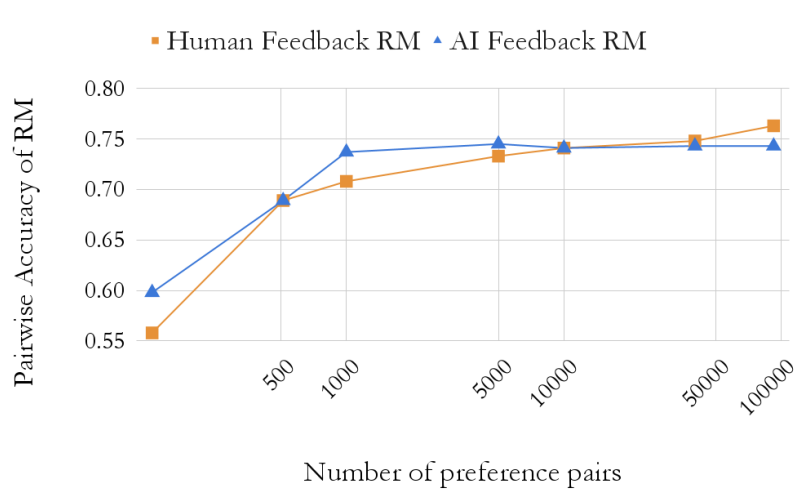 Human Feedback RM AI Feedback RM
Pairwise Accuracy of RM
0.80
0.75
0.70
0.65
0.60
0.55
500 1000 5000 10000 50000 100000
Number of preference pairs